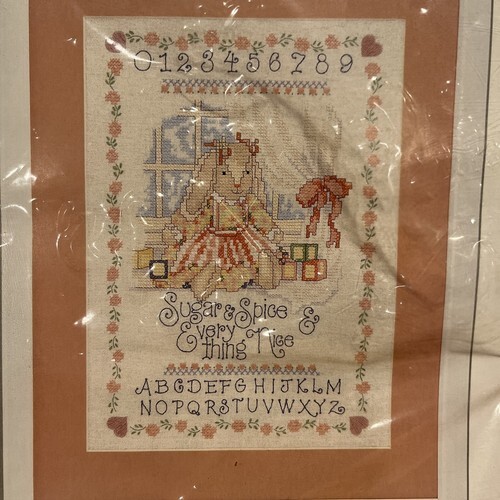 0123456789
Sugar & Spice &
Every Nice
thing
ABCDEFGHIJKLM
NOPQRSTUVWXYZ